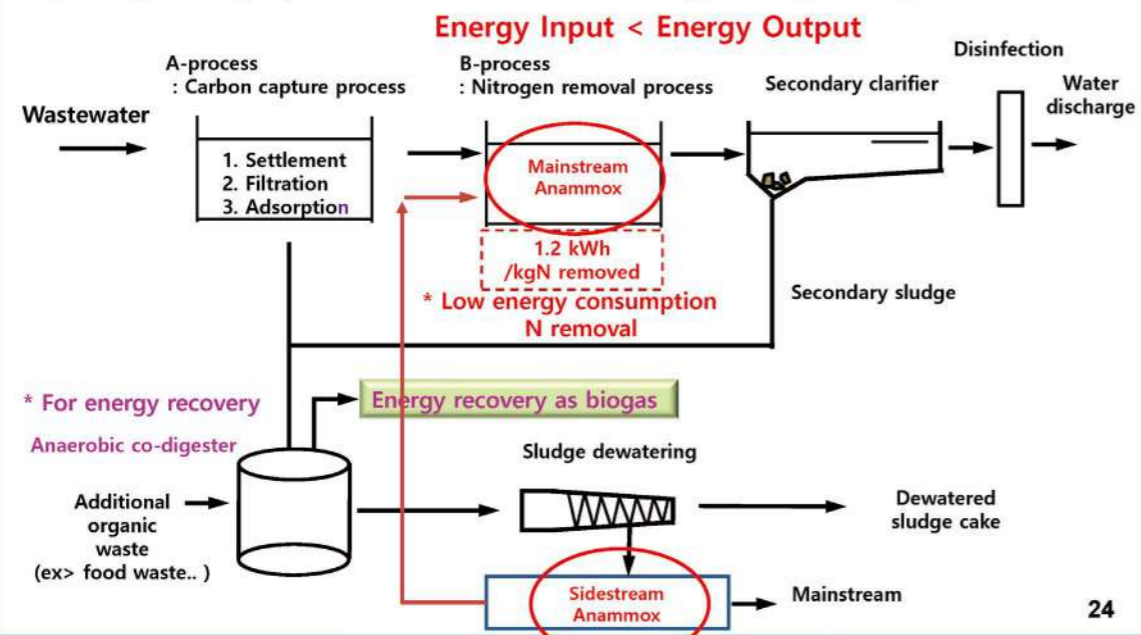 Energy Input < Energy Output
A-process
: Carbon capture process
B-process
: Nitrogen removal process
Secondary clarifier
Disinfection
Water
discharge
Wastewater
1. Settlement
2. Filtration
3. Adsorption
Mainstream
Anammox
1.2 kWh
/kgN removed
* Low energy consumption
N removal
Secondary sludge
* For energy recovery
Energy recovery as biogas
Anaerobic co-digester
Sludge dewatering
Additional
organic
waste
(ex> food waste.. )
Dewatered
sludge cake
Sidestream
Anammox
Mainstream
24